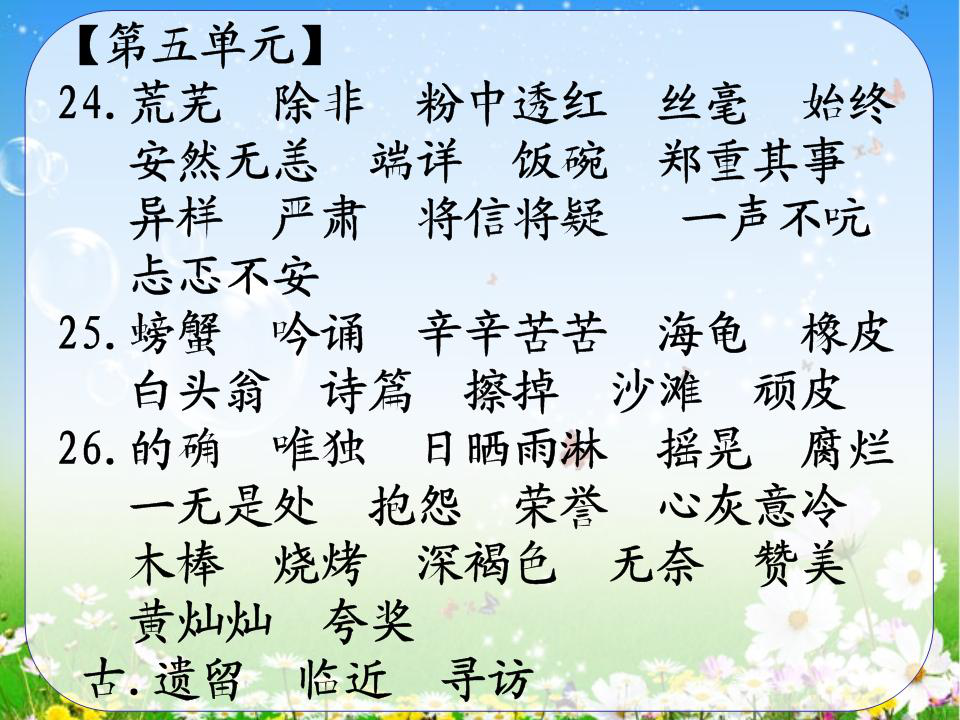 【第五单元】
24.荒芜 除非 粉中透红 丝毫 始终
安然无恙 端详 饭碗 郑重其事
异样 严肃 将信将疑 一声不吭
忐忑不安
25.螃蟹 吟诵 辛辛苦苦 海龟 橡皮
白头翁 诗篇 擦掉 沙滩 顽皮
26.的确 唯独 日晒雨淋 摇晃 腐烂
一无是处 抱怨 荣誉 心灰意冷
木棒 烧烤 深褐色 无奈 赞美
黄灿灿 夸奖
古.遗留 临近 寻访